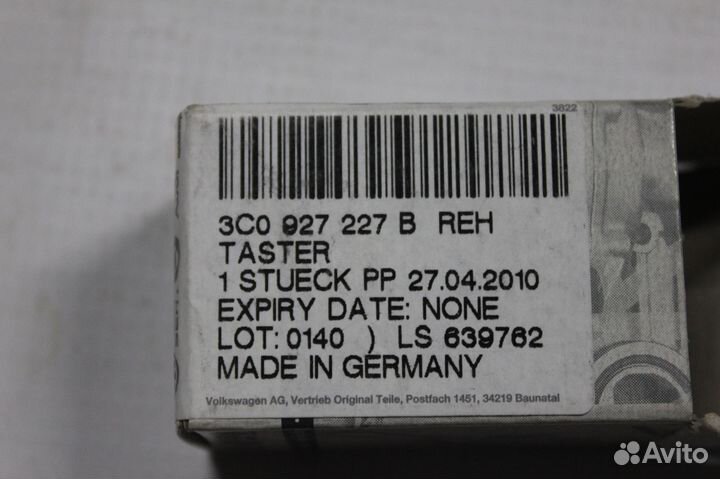 3822
3C0 927 227 B REH
TASTER
1 STUECK PP 27.04.2010
EXPIRY DATE: NONE
LOT: 0140 ) LS 639762
MADE IN GERMANY
Volkswagen AG, Vertrieb Original Teile, Postfach 1451, 34219 Baunatal
Avito